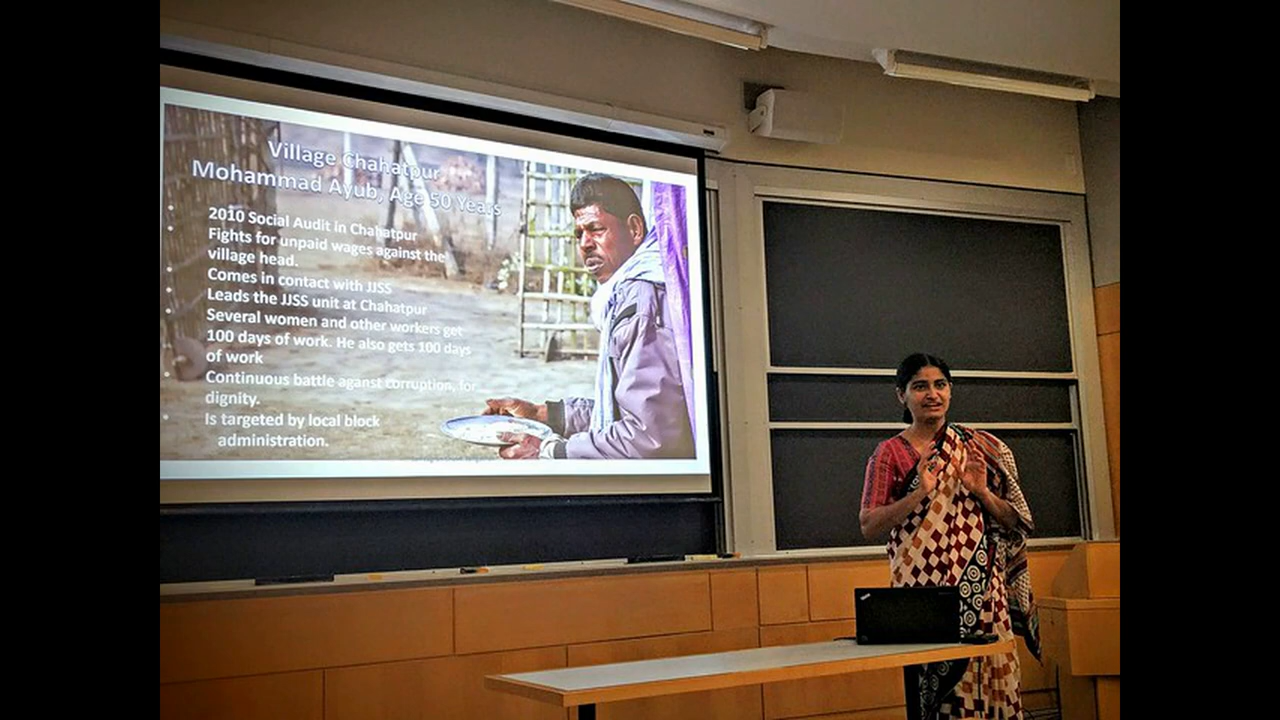 Village Chahatpur
Mohammad Ayub, Age 50 Years
2010 Social Audit in Chahatpur
Fights for unpaid wages against the
village head.
Comes in contact with JJSS
Leads the JJSS unit at Chahatpur
Several women and other workers get
100 days of work. He also gets 100 days
of work
Continuous battle aganst corruption, for
dignity.
Is targeted by local block
administration.